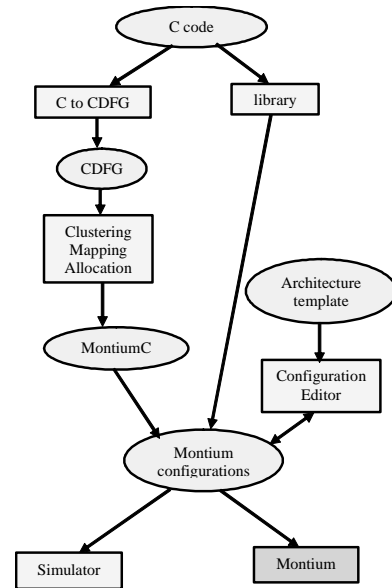 C code
C to CDFG
library
CDFG
Clustering
Mapping
Allocation
Architecture
template
MontiumC
Configuration
Editor
Montium
configurations
Simulator
Montium